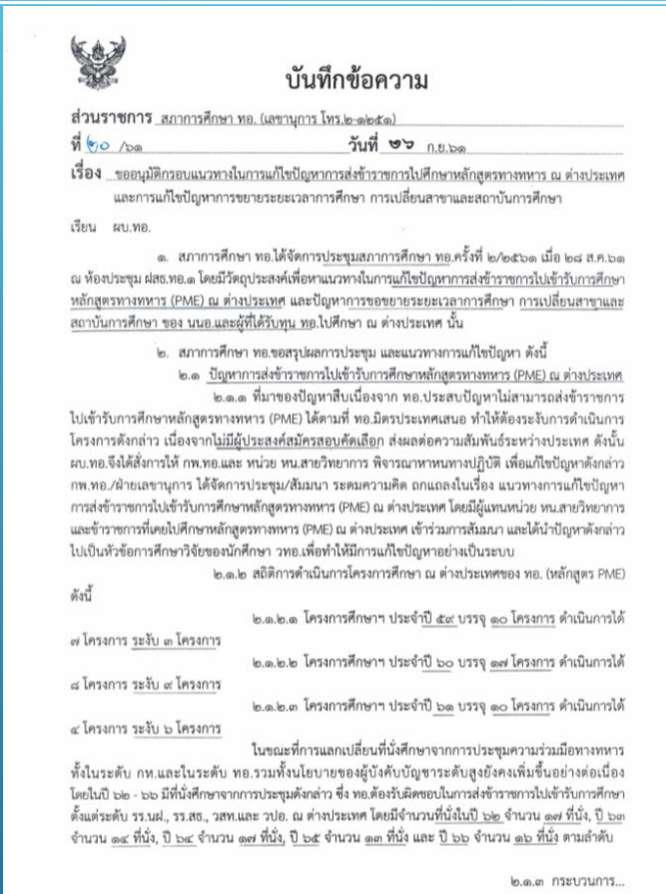 บันทึกข้อความ
ส่วนราชการ สภาการศึกษา ทอ. (เลขานุการ โทร.๒-๑๒๕๑)
ที่ ๒๐ /๖๑ วันที่ ๒๖ ก.ย.๖๑
เรื่อง ขออนุมัติกรอบแนวทางในการแก้ไขปัญหาการส่งข้าราชการไปศึกษาหลักสูตรทางทหาร ณ ต่างประเทศ
และการแก้ไขปัญหาการขยายระยะเวลาการศึกษา การเปลี่ยนสาขาและสถาบันการศึกษา
เรียน ผบ.ทอ.
๑. สภาการศึกษา ทอ.ได้จัดการประชุมสภาการศึกษา ทอ.ครั้งที่ ๒/๒๕๖๑ เมื่อ ๒๘ ส.ค.๖๑
ณ ห้องประชุม ฝสธ.ทอ.๑ โดยมีวัตถุประสงค์เพื่อหาแนวทางในการแก้ไขปัญหาการส่งข้าราชการไปเข้ารับการศึกษา
หลักสูตรทางทหาร (PME) ณ ต่างประเทศ และปัญหาการขอขยายระยะเวลาการศึกษา การเปลี่ยนสาขาและ
สถาบันการศึกษา ของ นนอ.และผู้ที่ได้รับทุน ทอ.ไปศึกษา ณ ต่างประเทศ นั้น
๒. สภาการศึกษา ทอ.ขอสรุปผลการประชุม และแนวทางการแก้ไขปัญหา ดังนี้
๒.๑ ปัญหาการส่งข้าราชการไปเข้ารับการศึกษาหลักสูตรทางทหาร (PME) ณ ต่างประเทศ
๒.๑.๑ ที่มาของปัญหาสืบเนื่องจาก ทอ.ประสบปัญหาไม่สามารถส่งข้าราชการ
ไปเข้ารับการศึกษาหลักสูตรทางทหาร (PME) ได้ตามที่ ทอ.มิตรประเทศเสนอ ทำให้ต้องระงับการดำเนินการ
โครงการดังกล่าว เนื่องจากไม่มีผู้ประสงค์สมัครสอบคัดเลือก ส่งผลต่อความสัมพันธ์ระหว่างประเทศ ดังนั้น
ผบ.ทอ.จึงได้สั่งการให้ กพ.ทอ.และ หน่วย หน.สายวิทยาการ พิจารณาหาหนทางปฏิบัติ เพื่อแก้ไขปัญหาดังกล่าว
กพ.ทอ./ฝ่ายเลขานุการ ได้จัดการประชุม/สัมมนา ระดมความคิด ถกแถลงในเรื่อง แนวทางการแก้ไขปัญหา
การส่งข้าราชการไปเข้ารับการศึกษาหลักสูตรทางทหาร (PME) ณ ต่างประเทศ โดยมีผู้แทนหน่วย หน.สายวิทยาการ
และข้าราชการที่เคยไปศึกษาหลักสูตรทางทหาร (PME) ณ ต่างประเทศ เข้าร่วมการสัมมนา และได้นำปัญหาดังกล่าว
ไปเป็นหัวข้อการศึกษาวิจัยของนักศึกษา วทอ.เพื่อทำให้มีการแก้ไขปัญหาอย่างเป็นระบบ
๒.๑.๒ สถิติการดำเนินการโครงการศึกษา ณ ต่างประเทศของ ทอ. (หลักสูตร PME)
ดังนี้
๒.๑.๒.๑ โครงการศึกษาฯ ประจำปี ๕๙ บรรจุ ๑๐ โครงการ ดำเนินการได้
๗ โครงการ ระงับ ๓ โครงการ
๒.๑.๒.๒ โครงการศึกษาฯ ประจำปี ๖๐ บรรจุ ๑๗ โครงการ ดำเนินการได้
๘ โครงการ ระงับ ๙ โครงการ
๒.๑.๒.๓ โครงการศึกษาฯ ประจำปี ๖๑ บรรจุ ๑๐ โครงการ ดำเนินการได้
๔ โครงการ ระงับ ๖ โครงการ
ในขณะที่การแลกเปลี่ยนที่นั่งศึกษาจากการประชุมความร่วมมือทางทหาร
ทั้งในระดับ กห.และในระดับ ทอ.รวมทั้งนโยบายของผู้บังคับบัญชาระดับสูงยังคงเพิ่มขึ้นอย่างต่อเนื่อง
โดยในปี ๖๒ - ๖๖ มีที่นั่งศึกษาจากการประชุมดังกล่าว ซึ่ง ทอ.ต้องรับผิดชอบในการส่งข้าราชการไปเข้ารับการศึกษา
ตั้งแต่ระดับ รร.นฝ., รร.สธ., วสท.และ วปอ. ณ ต่างประเทศ โดยมีจำนวนที่นั่งในปี ๖๒ จำนวน ๑๗ ที่นั่ง, ปี ๖๓
จำนวน ๑๔ ที่นั่ง, ปี ๖๔ จำนวน ๑๗ ที่นั่ง, ปี ๖๕ จำนวน ๑๓ ที่นั่ง และ ปี ๖๖ จำนวน ๑๖ ที่นั่ง ตามลำดับ
๒.๑.๓ กระบวนการ...